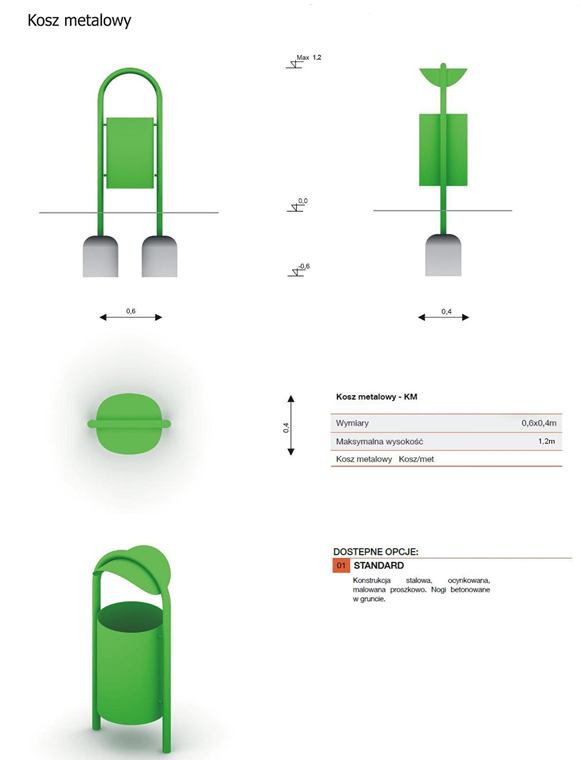 Kosz metalowy
Max 1,2
0,0
-0,6
0,6
0,4
0,4
Kosz metalowy - KM
Wymiary 0,6x0,4m
Maksymalna wysokość 1,2m
Kosz metalowy Kosz/met
DOSTEPNE OPCJE:
01 STANDARD
Konstrukcja stalowa, ocynkowana,
malowana proszkowo. Nogi betonowane
w gruncie.